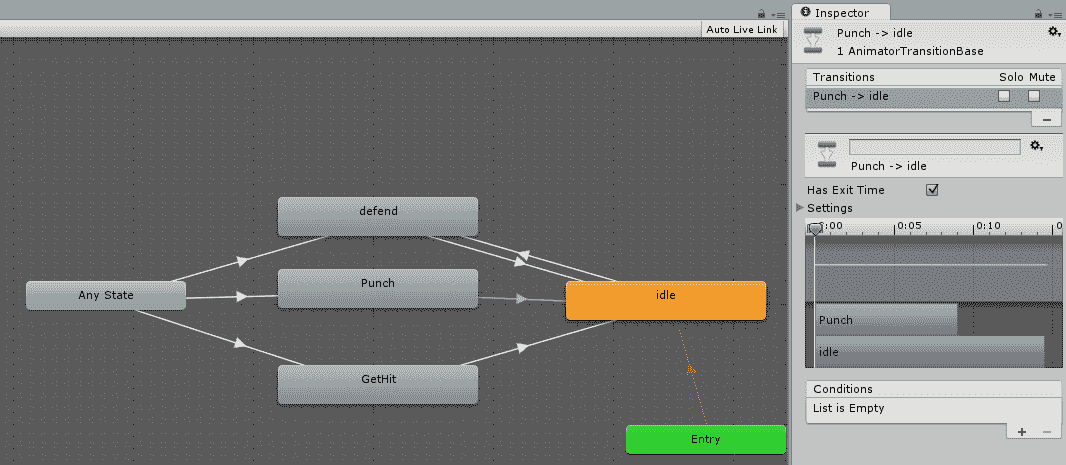 Auto Live Link
defend
Any State
Punch
idle
GetHit
Entry
Inspector
Punch -> idle
1 AnimatorTransitionBase
Transitions Solo Mute
Punch -> idle
Punch -> idle
Has Exit Time
Settings
0:00 0:05 0:10 0
Punch
idle
Conditions
List is Empty